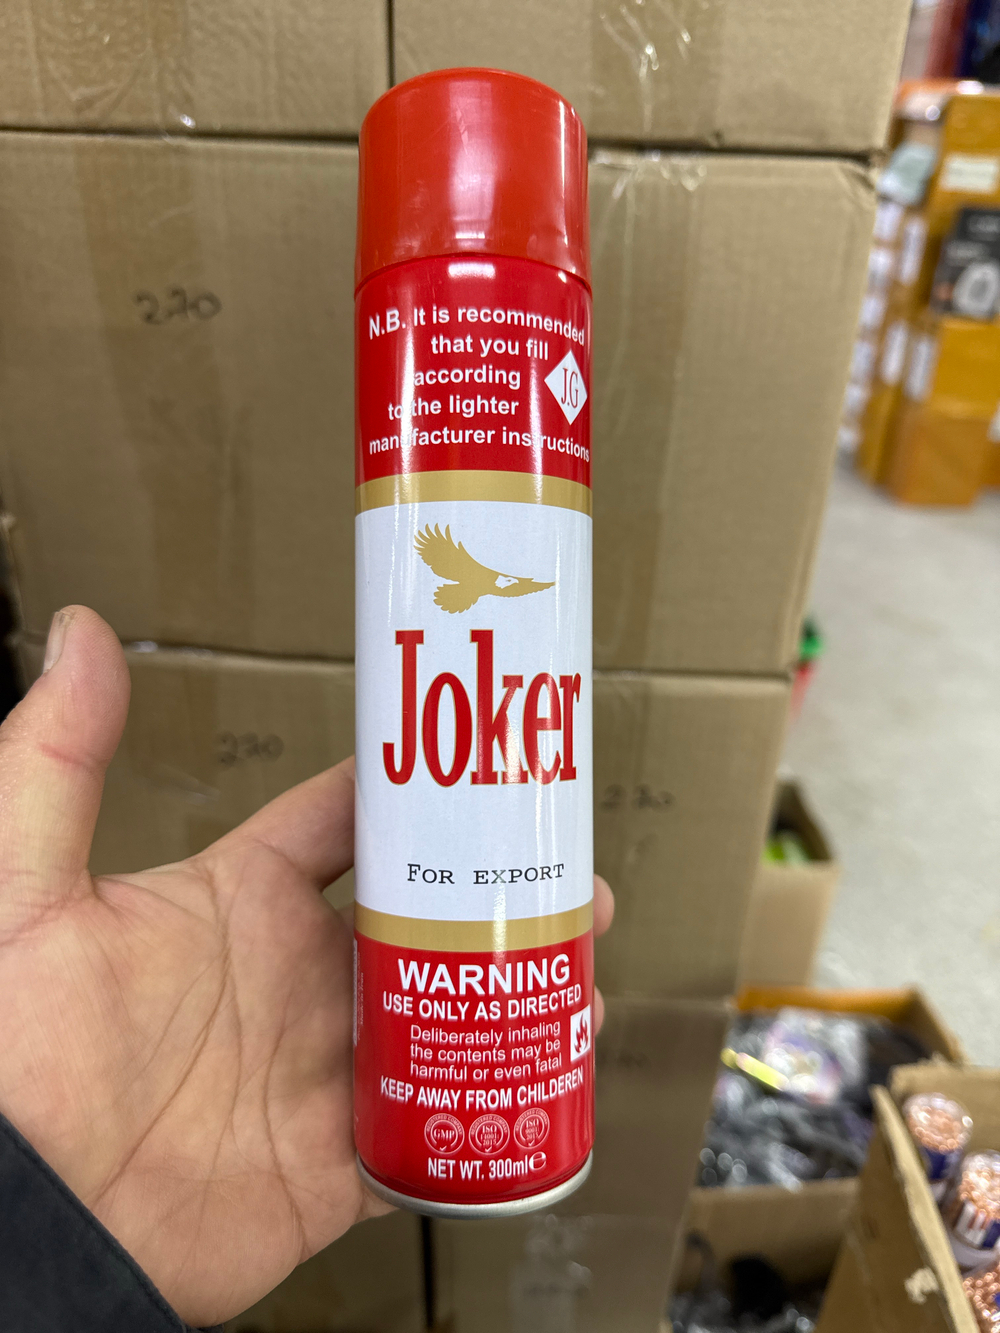 270
N.B. It is recommended
that you fill
according
to the lighter
manufacturer instructions
J.G
Joker
FOR EXPORT
WARNING
USE ONLY AS DIRECTED
Deliberately inhaling
the contents may be
harmful or even fatal
KEEP AWAY FROM CHILDEREN
GMP
ISO
ISO
NET WT. 300ml℮
270
270